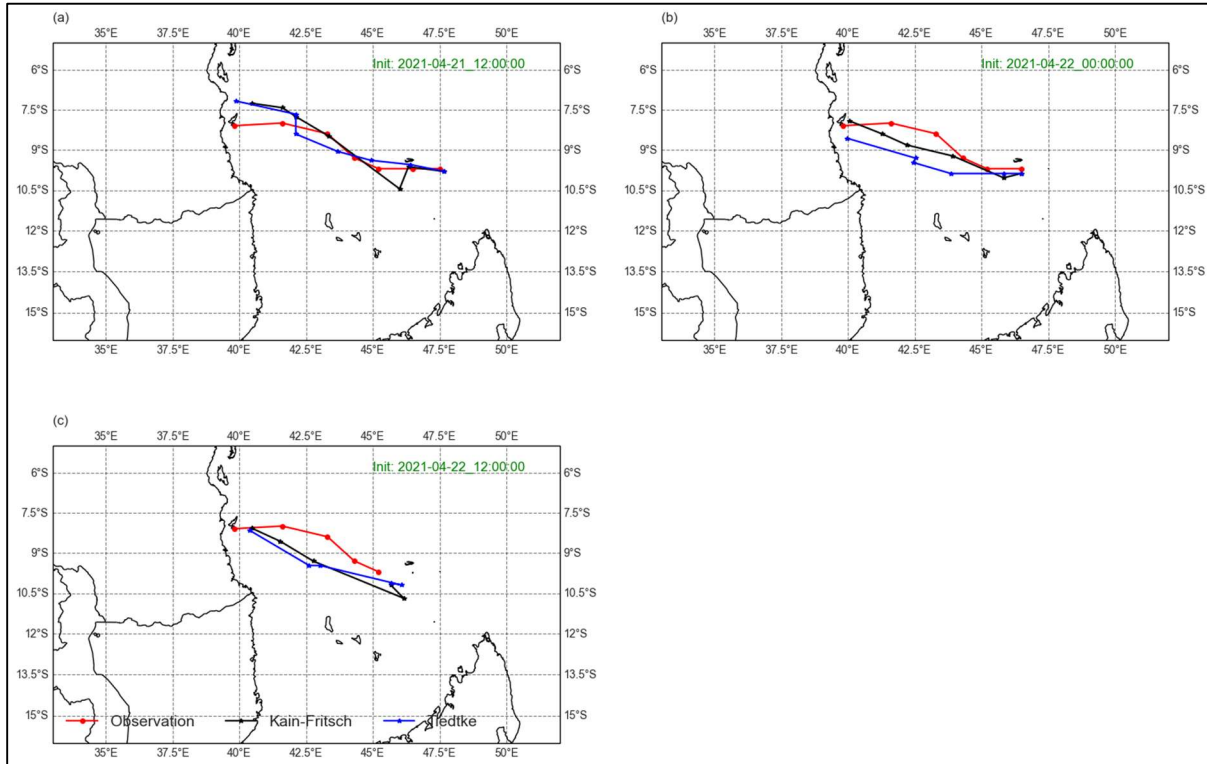 (a)
35°E 37.5°E 40°E 42.5°E 45°E 47.5°E 50°E
Init: 2021-04-21_12:00:00
6°S 6°S
7.5°S 7.5°S
9°S 9°S
10.5°S 10.5°S
12°S 12°S
13.5°S 13.5°S
15°S 15°S
35°E 37.5°E 40°E 42.5°E 45°E 47.5°E 50°E
(b)
35°E 37.5°E 40°E 42.5°E 45°E 47.5°E 50°E
Init: 2021-04-22_00:00:00
6°S 6°S
7.5°S 7.5°S
9°S 9°S
10.5°S 10.5°S
12°S 12°S
13.5°S 13.5°S
15°S 15°S
35°E 37.5°E 40°E 42.5°E 45°E 47.5°E 50°E
(c)
35°E 37.5°E 40°E 42.5°E 45°E 47.5°E 50°E
Init: 2021-04-22_12:00:00
6°S 6°S
7.5°S 7.5°S
9°S 9°S
10.5°S 10.5°S
12°S 12°S
13.5°S 13.5°S
15°S 15°S
Observation Kain-Fritsch Tiedtke
35°E 37.5°E 40°E 42.5°E 45°E 47.5°E 50°E